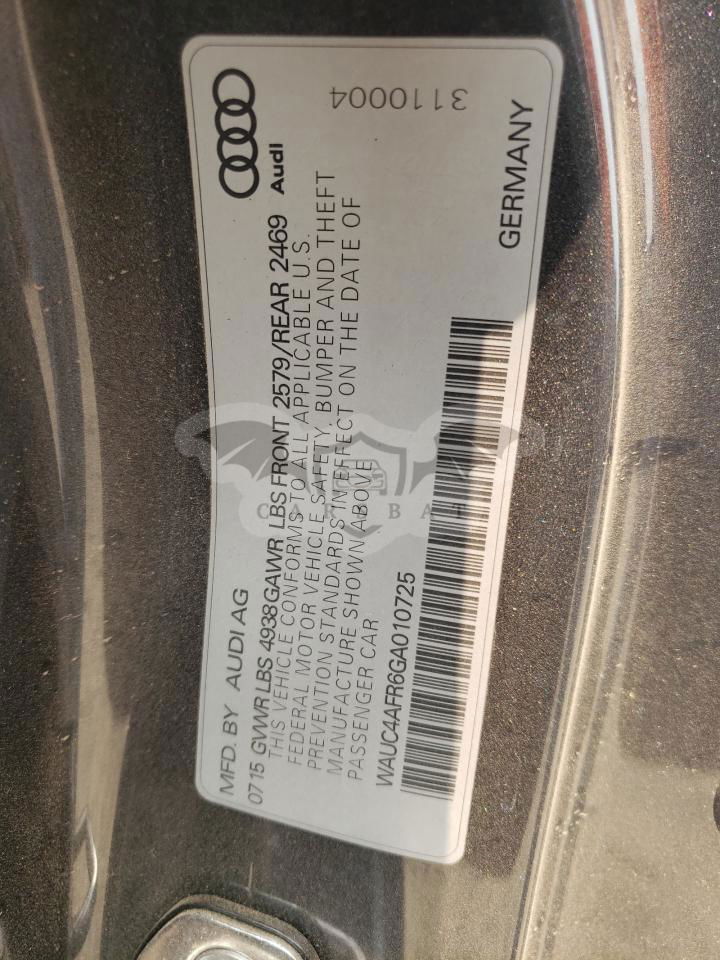 MFD. BY AUDI AG
0715 GVWR LBS 4938 GAWR LBS FRONT 2579/REAR 2469
Audi
THIS VEHICLE CONFORMS TO ALL APPLICABLE U.S.
FEDERAL MOTOR VEHICLE SAFETY, BUMPER AND THEFT
PREVENTION STANDARDS IN EFFECT ON THE DATE OF
MANUFACTURE SHOWN ABOVE
PASSENGER CAR
WAUC4AFR6GA010725
GERMANY
3110004
CARSBAT